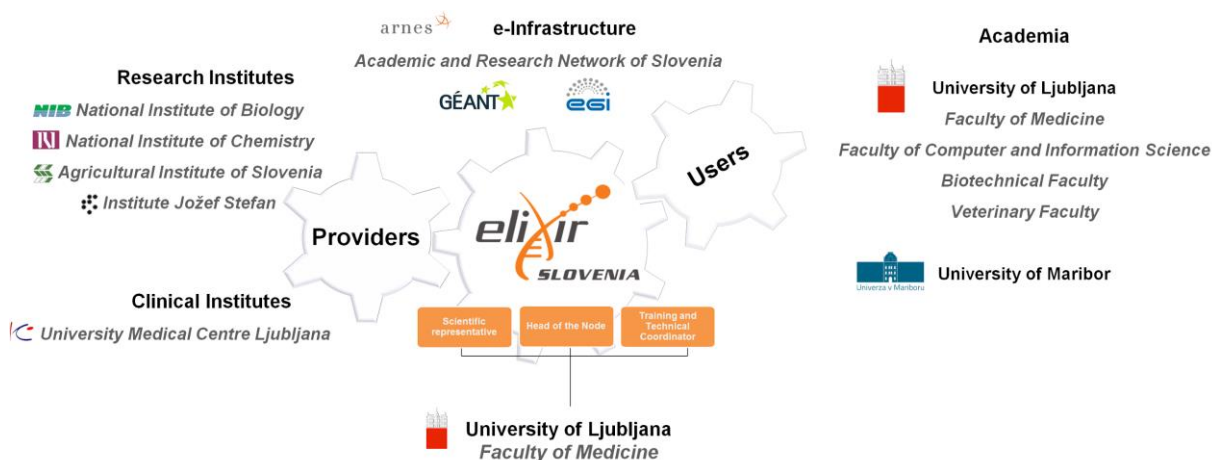 arnes
e-Infrastructure
Academic and Research Network of Slovenia
GÉANT
egi
Research Institutes
NIB National Institute of Biology
National Institute of Chemistry
Agricultural Institute of Slovenia
Institute Jožef Stefan
Clinical Institutes
University Medical Centre Ljubljana
Providers
elixir
SLOVENIA
Users
Scientific
representative
Head of the Node
Training and
Technical
Coordinator
University of Ljubljana
Faculty of Medicine
Academia
University of Ljubljana
Faculty of Medicine
Faculty of Computer and Information Science
Biotechnical Faculty
Veterinary Faculty
University of Maribor
Univerza v Mariboru